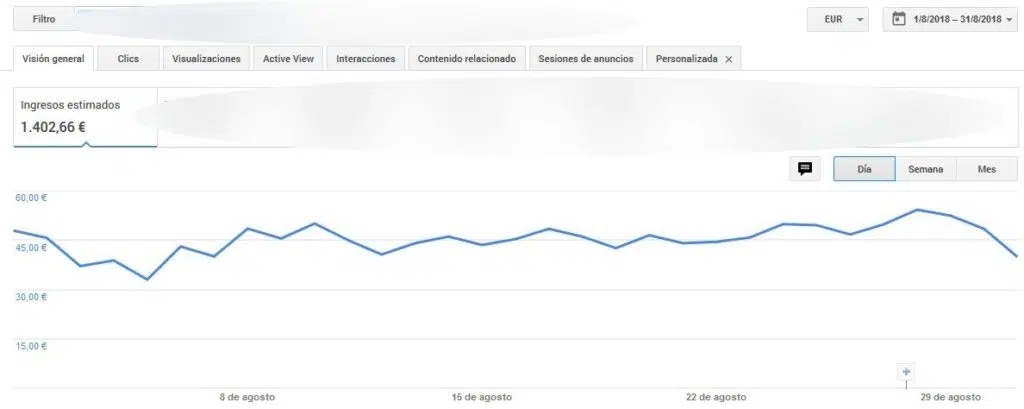 Filtro
EUR
1/8/2018 – 31/8/2018
Visión general
Clics
Visualizaciones
Active View
Interacciones
Contenido relacionado
Sesiones de anuncios
Personalizada ×
Ingresos estimados
1.402,66 €
Día
Semana
Mes
60,00 €
45,00 €
30,00 €
15,00 €
8 de agosto
15 de agosto
22 de agosto
29 de agosto